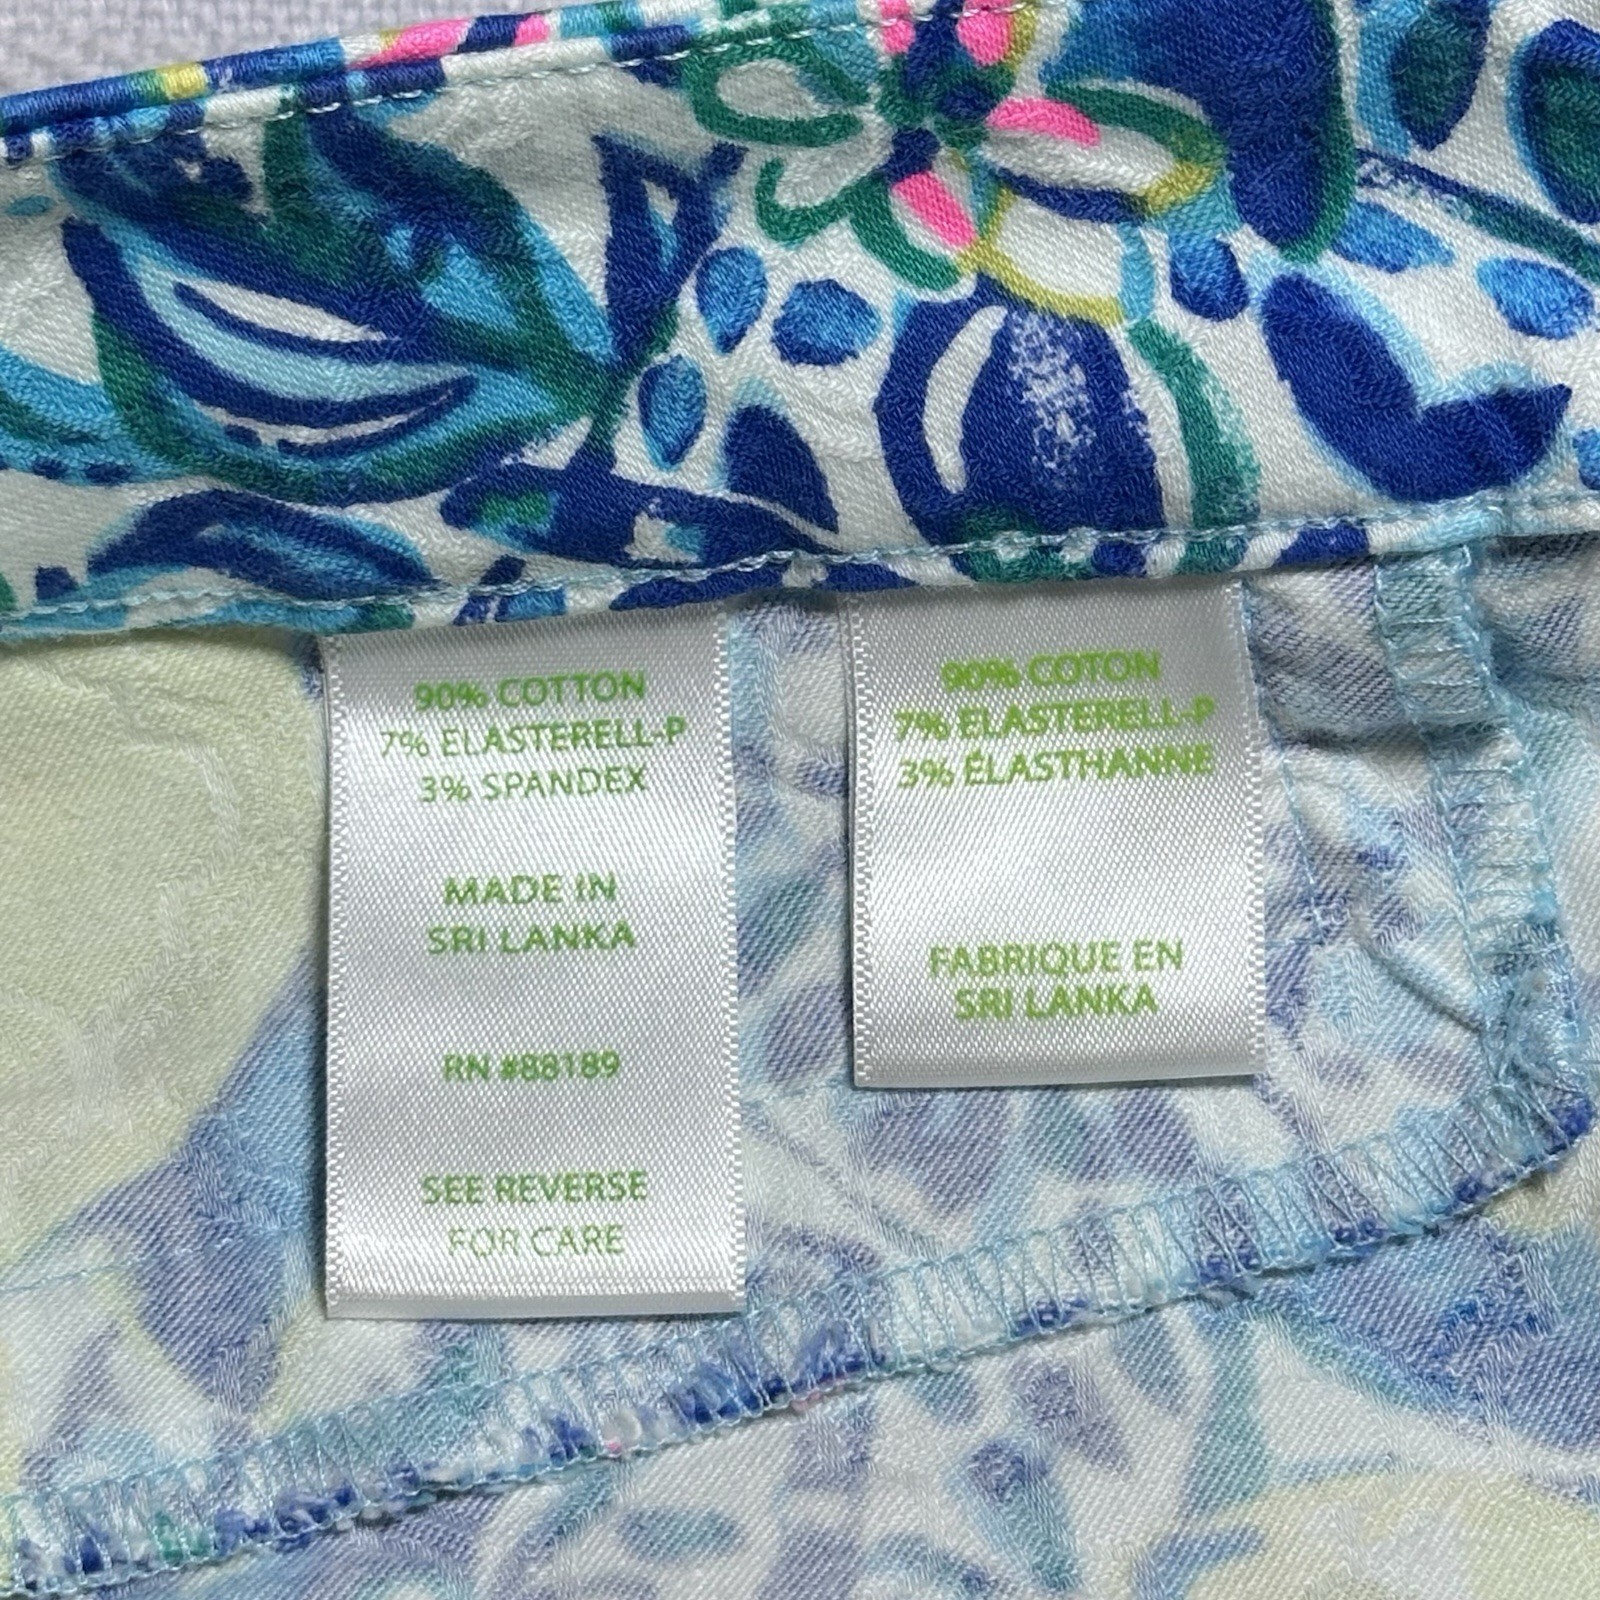 90% COTTON
7% ELASTERELL-P
3% SPANDEX
MADE IN
SRI LANKA
RN #88189
SEE REVERSE
FOR CARE
90% COTON
7% ELASTERELL-P
3% ÉLASTHANNE
FABRIQUE EN
SRI LANKA